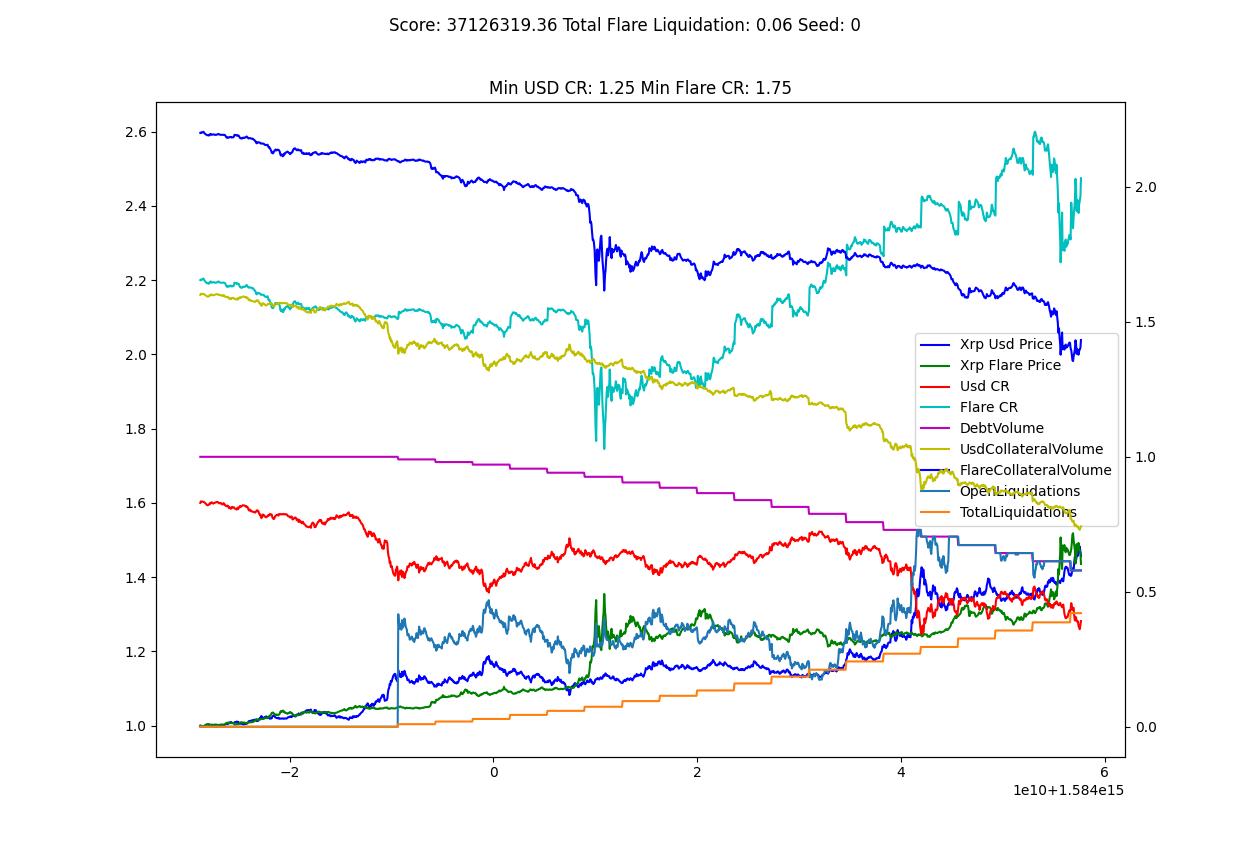 Score: 37126319.36 Total Flare Liquidation: 0.06 Seed: 0
Min USD CR: 1.25 Min Flare CR: 1.75
2.6
2.4
2.2
2.0
1.8
1.6
1.4
1.2
1.0
2.0
1.5
1.0
0.5
0.0
Xrp Usd Price
Xrp Flare Price
Usd CR
Flare CR
DebtVolume
UsdCollateralVolume
FlareCollateralVolume
OpenLiquidations
TotalLiquidations
−2 0 2 4 6
1e10+1.584e15